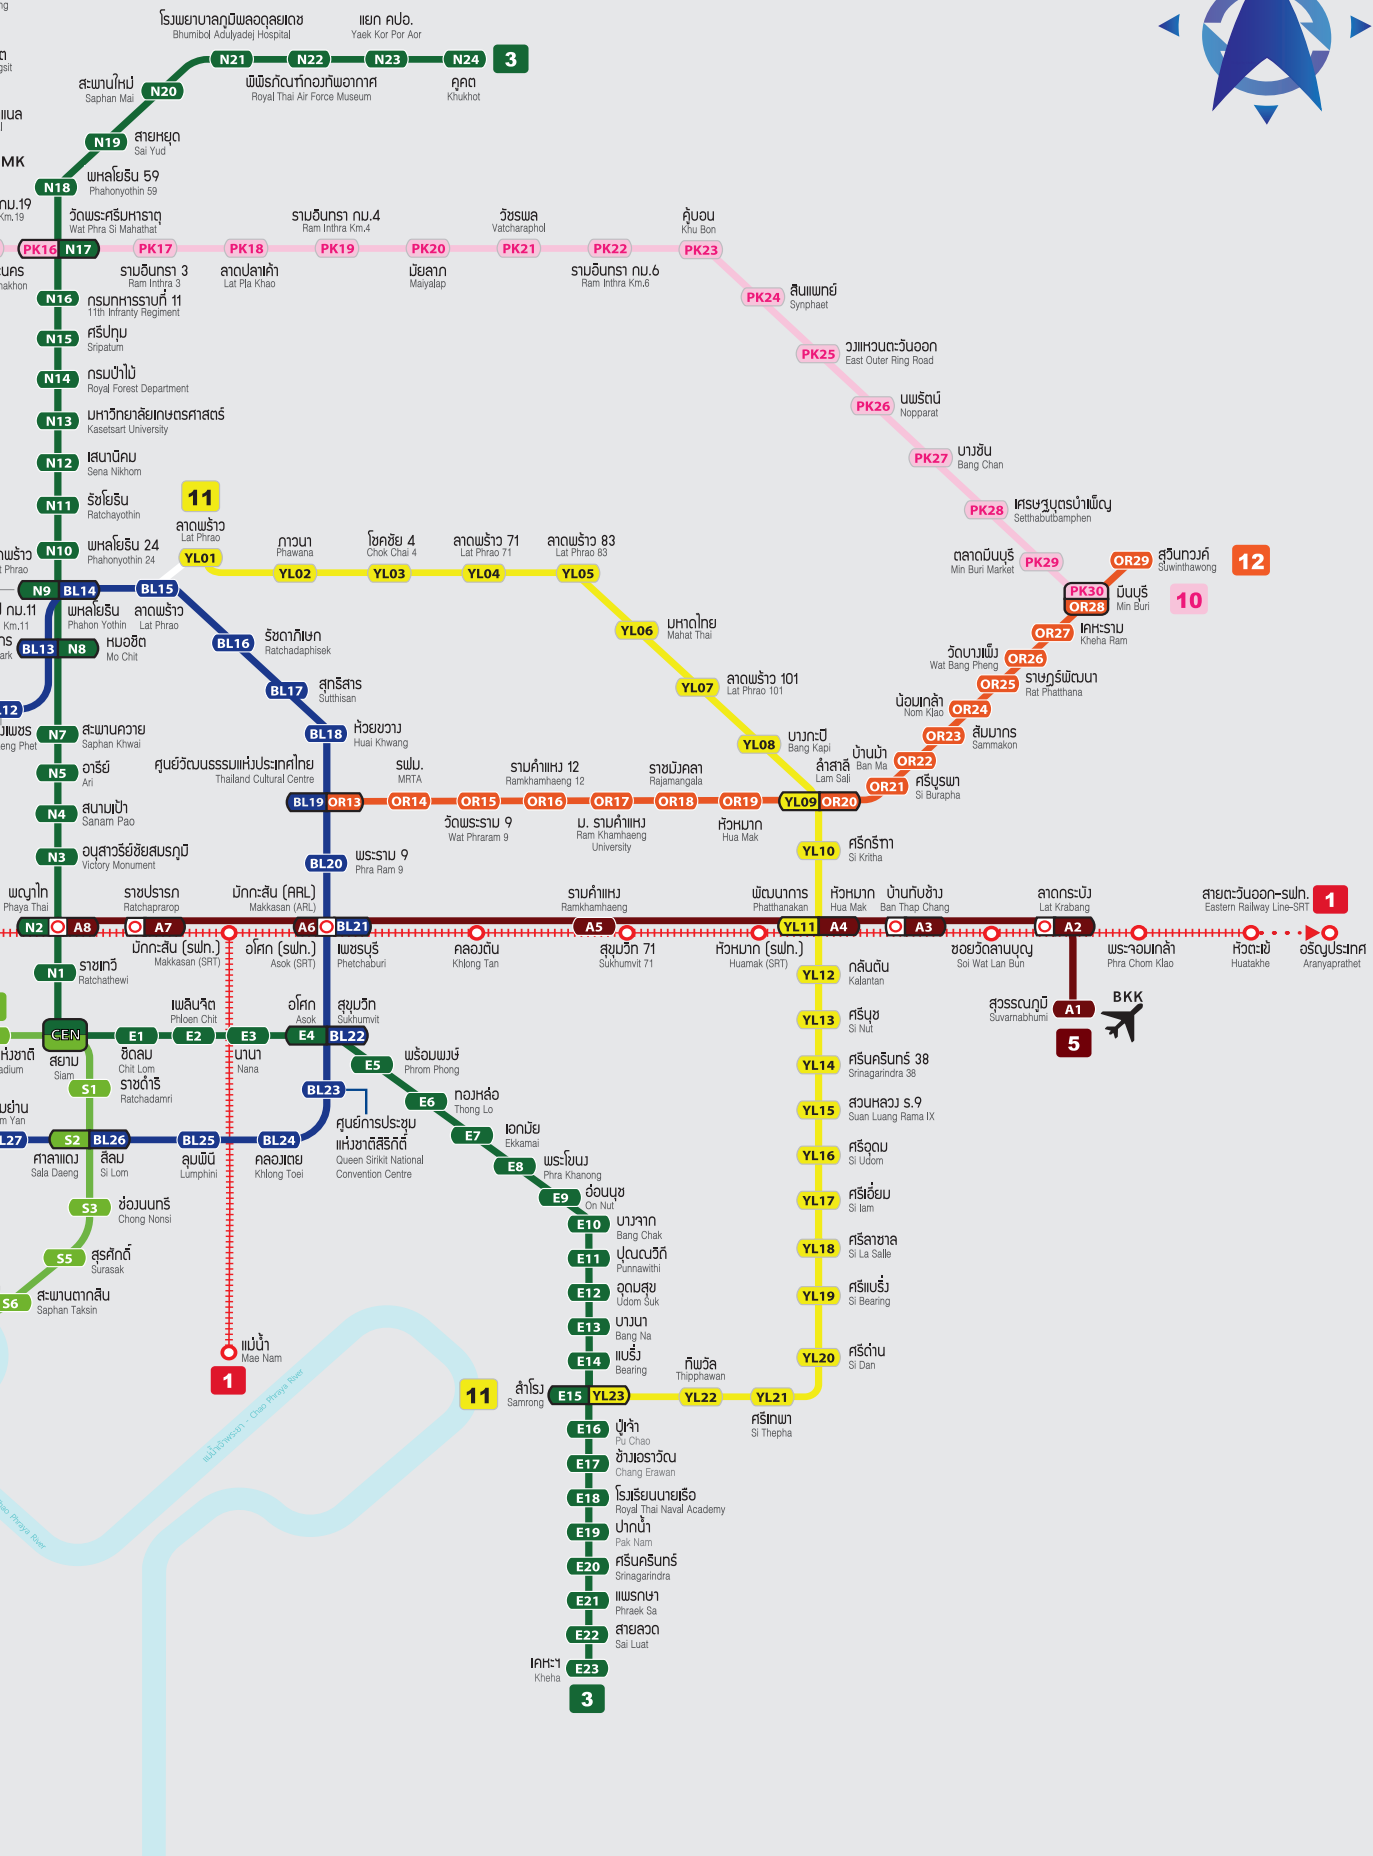 โรงพยาบาลภูมิพลอดุลยเดช
Bhumibol Adulyadej Hospital
แยก คปอ.
Yaek Kor Por Aor
N21
N22
N23
N24
3
พิพิธภัณฑ์กองทัพอากาศ
Royal Thai Air Force Museum
คูคต
Khukhot
สะพานใหม่
Saphan Mai
N20
N19
สายหยุด
Sai Yud
MK
N18
พหลโยธิน 59
Phahonyothin 59
กม.19
Km.19
วัดพระศรีมหาธาตุ
Wat Phra Si Mahathat
รามอินทรา กม.4
Ram Inthra Km.4
วัชรพล
Vatcharaphol
คู้บอน
Khu Bon
PK16
N17
PK17
PK18
PK19
PK20
PK21
PK22
PK23
รามอินทรา 3
Ram Inthra 3
ลาดปลาเค้า
Lat Pla Khao
มัยลาภ
Maiyalap
รามอินทรา กม.6
Ram Inthra Km.6
N16
กรมทหารราบที่ 11
11th Infranty Regiment
PK24
สินแพทย์
Synphaet
N15
ศรีปทุม
Sripatum
PK25
วงแหวนตะวันออก
East Outer Ring Road
N14
กรมป่าไม้
Royal Forest Department
PK26
นพรัตน์
Nopparat
N13
มหาวิทยาลัยเกษตรศาสตร์
Kasetsart University
N12
เสนานิคม
Sena Nikhom
PK27
บางชัน
Bang Chan
N11
รัชโยธิน
Ratchayothin
11
PK28
เศรษฐบุตรบำเพ็ญ
Setthabutbamphen
ลาดพร้าว
Lat Phrao
YL01
ภาวนา
Phawana
โชคชัย 4
Chok Chai 4
ลาดพร้าว 71
Lat Phrao 71
ลาดพร้าว 83
Lat Phrao 83
N10
พหลโยธิน 24
Phahonyothin 24
YL02
YL03
YL04
YL05
ตลาดมีนบุรี
Min Buri Market
PK29
OR29
สุวินทวงศ์
Suwinthawong
12
N9
BL14
BL15
พหลโยธิน
Phahon Yothin
ลาดพร้าว
Lat Phrao
PK30
OR28
มีนบุรี
Min Buri
10
กม.11
Km.11
BL13
N8
หมอชิต
Mo Chit
BL16
รัชดาภิเษก
Ratchadaphisek
YL06
มหาดไทย
Mahat Thai
OR27
เคหะราม
Kheha Ram
วัดบางเพ็ง
Wat Bang Pheng
OR26
BL17
สุทธิสาร
Sutthisan
YL07
ลาดพร้าว 101
Lat Phrao 101
OR25
ราษฎร์พัฒนา
Rat Phatthana
น้อมเกล้า
Nom Klao
OR24
N7
สะพานควาย
Saphan Khwai
BL18
ห้วยขวาง
Huai Khwang
YL08
บางกะปิ
Bang Kapi
OR23
สัมมากร
Sammakon
บ้านม้า
Ban Ma
OR22
N5
อารีย์
Ari
ศูนย์วัฒนธรรมแห่งประเทศไทย
Thailand Cultural Centre
รฟม.
MRTA
รามคำแหง 12
Ramkhamhaeng 12
ราชมังคลา
Rajamangala
ลำสาลี
Lam Sali
OR21
ศรีบูรพา
Si Burapha
BL19
OR13
OR14
OR15
OR16
OR17
OR18
OR19
YL09
OR20
N4
สนามเป้า
Sanam Pao
วัดพระราม 9
Wat Phraram 9
ม. รามคำแหง
Ram Khamhaeng
University
หัวหมาก
Hua Mak
N3
อนุสาวรีย์ชัยสมรภูมิ
Victory Monument
BL20
พระราม 9
Phra Ram 9
YL10
ศรีกรีฑา
Si Kritha
พญาไท
Phaya Thai
ราชปรารภ
Ratchaprarop
มักกะสัน (ARL)
Makkasan (ARL)
รามคำแหง
Ramkhamhaeng
พัฒนาการ
Phatthanakan
หัวหมาก
Hua Mak
บ้านทับช้าง
Ban Thap Chang
ลาดกระบัง
Lat Krabang
สายตะวันออก-รฟท.
Eastern Railway Line-SRT
1
N2
A8
A7
A6
BL21
A5
YL11
A4
A3
A2
มักกะสัน (รฟท.)
Makkasan (SRT)
อโศก (รฟท.)
Asok (SRT)
เพชรบุรี
Phetchaburi
คลองตัน
Khlong Tan
สุขุมวิท 71
Sukhumvit 71
หัวหมาก (รฟท.)
Huamak (SRT)
ซอยวัดลานบุญ
Soi Wat Lan Bun
พระจอมเกล้า
Phra Chom Klao
หัวตะเข้
Huatakhe
อรัญประเทศ
Aranyaprathet
N1
ราชเทวี
Ratchathewi
YL12
กลันตัน
Kalantan
เพลินจิต
Phloen Chit
อโศก
Asok
สุขุมวิท
Sukhumvit
YL13
ศรีนุช
Si Nut
สุวรรณภูมิ
Suvarnabhumi
A1
BKK
5
CEN
E1
E2
E3
E4
BL22
สยาม
Siam
ชิดลม
Chit Lom
นานา
Nana
E5
พร้อมพงษ์
Phrom Phong
YL14
ศรีนครินทร์ 38
Srinagarindra 38
S1
ราชดำริ
Ratchadamri
BL23
E6
ทองหล่อ
Thong Lo
YL15
สวนหลวง ร.9
Suan Luang Rama IX
ศูนย์การประชุม
แห่งชาติสิริกิติ์
Queen Sirikit National
Convention Centre
E7
เอกมัย
Ekkamai
S2
BL26
BL25
BL24
ศาลาแดง
Sala Daeng
สีลม
Si Lom
ลุมพินี
Lumphini
คลองเตย
Khlong Toei
E8
พระโขนง
Phra Khanong
YL16
ศรีอุดม
Si Udom
E9
อ่อนนุช
On Nut
YL17
ศรีเอี่ยม
Si Iam
S3
ช่องนนทรี
Chong Nonsi
E10
บางจาก
Bang Chak
S5
สุรศักดิ์
Surasak
E11
ปุณณวิถี
Punnawithi
YL18
ศรีลาซาล
Si La Salle
S6
สะพานตากสิน
Saphan Taksin
E12
อุดมสุข
Udom Suk
YL19
ศรีแบริ่ง
Si Bearing
E13
บางนา
Bang Na
แม่น้ำ
Mae Nam
1
E14
แบริ่ง
Bearing
YL20
ศรีด่าน
Si Dan
11
สำโรง
Samrong
E15
YL23
ทิพวัล
Thipphawan
YL22
YL21
ศรีเทพา
Si Thepha
แม่น้ำเจ้าพระยา - Chao Phraya River
E16
ปู่เจ้า
Pu Chao
E17
ช้างเอราวัณ
Chang Erawan
E18
โรงเรียนนายเรือ
Royal Thai Naval Academy
E19
ปากน้ำ
Pak Nam
E20
ศรีนครินทร์
Srinagarindra
E21
แพรกษา
Phraek Sa
E22
สายลวด
Sai Luat
เคหะฯ
Kheha
E23
3